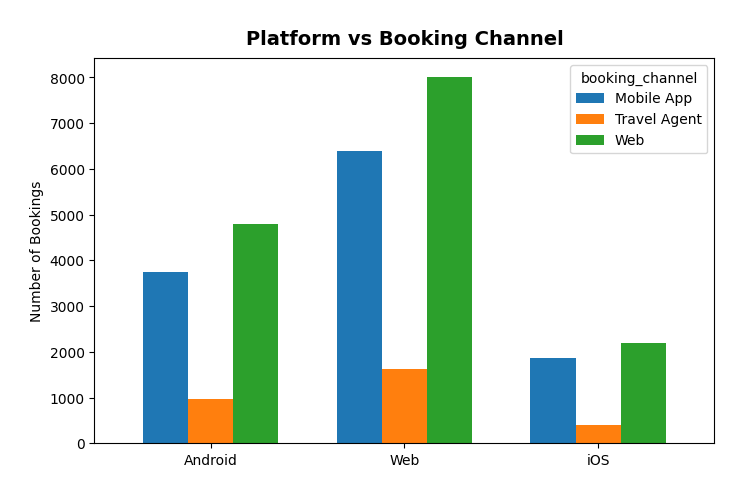 Platform vs Booking Channel
booking_channel
Mobile App
Travel Agent
Web
Number of Bookings
8000
7000
6000
5000
4000
3000
2000
1000
0
Android Web iOS